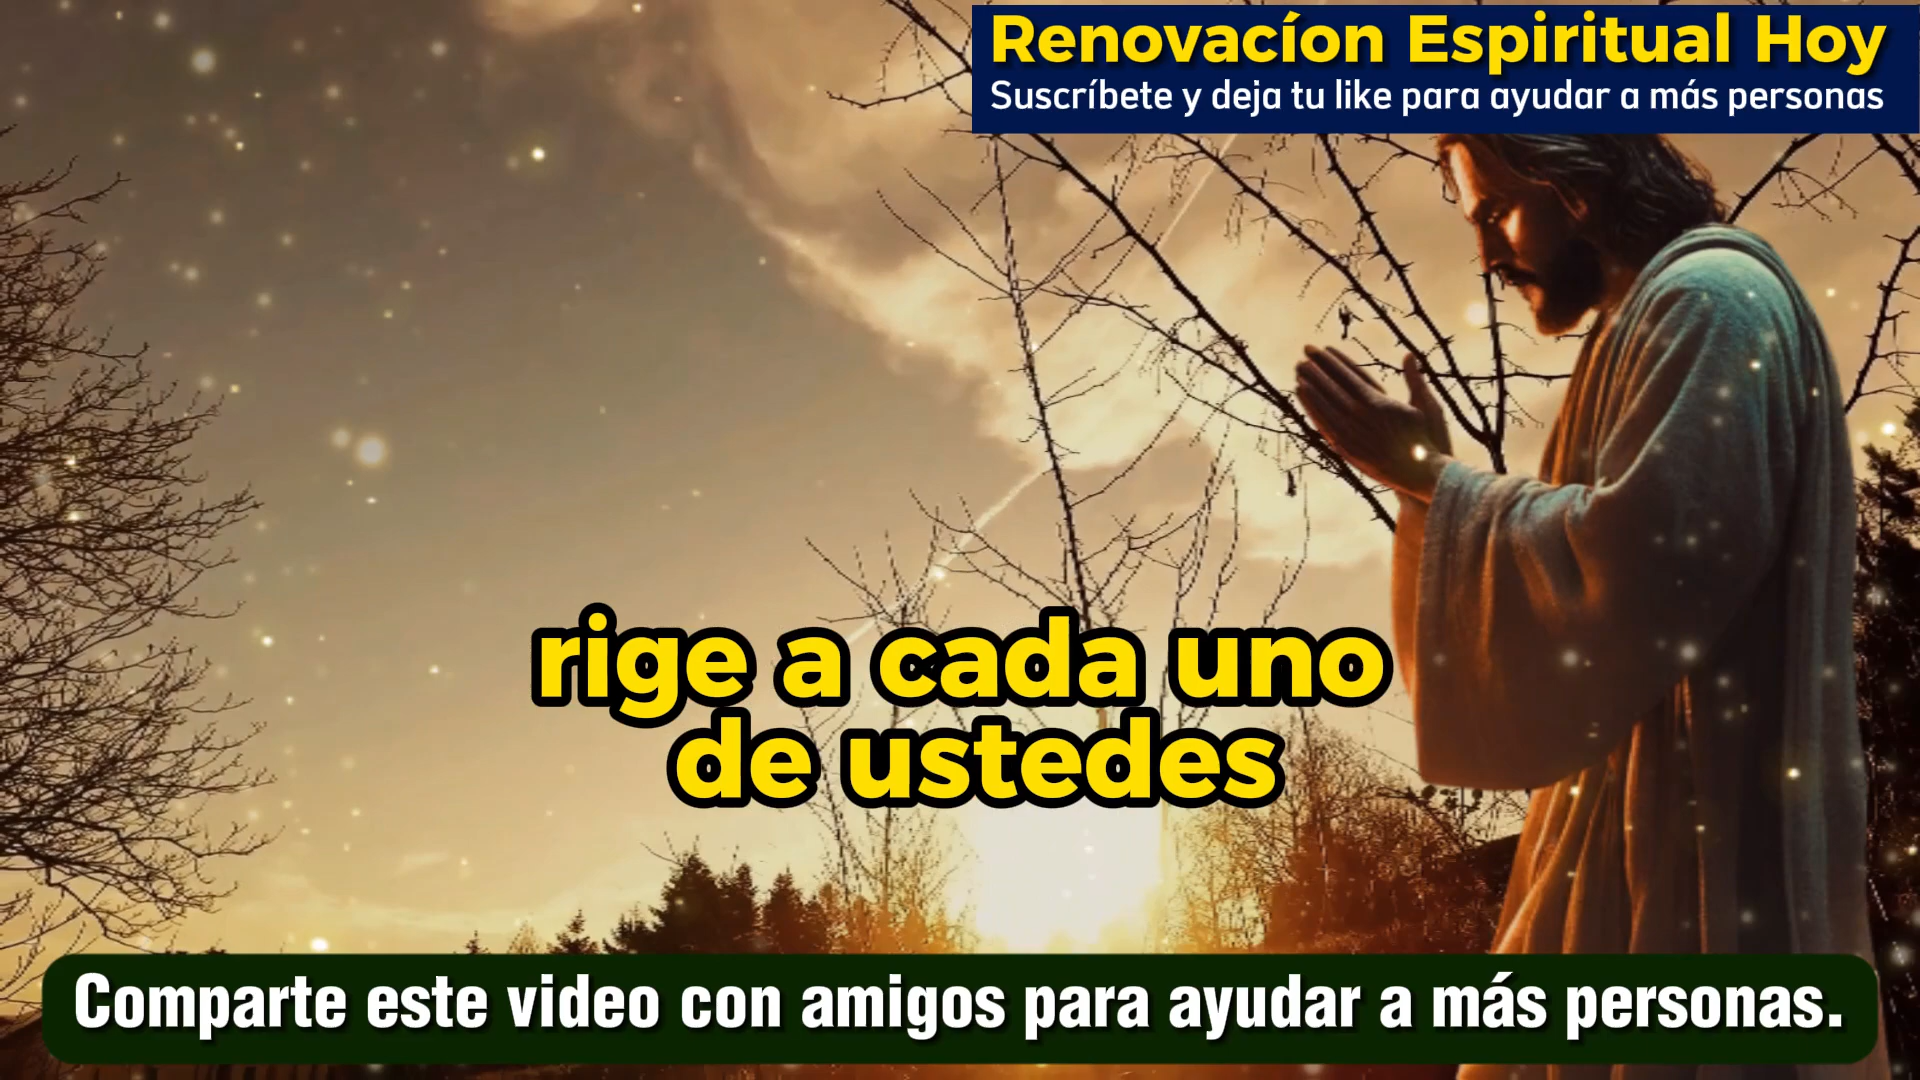 Renovacíon Espiritual Hoy
Suscríbete y deja tu like para ayudar a más personas
rige a cada uno
de ustedes
Comparte este video con amigos para ayudar a más personas.